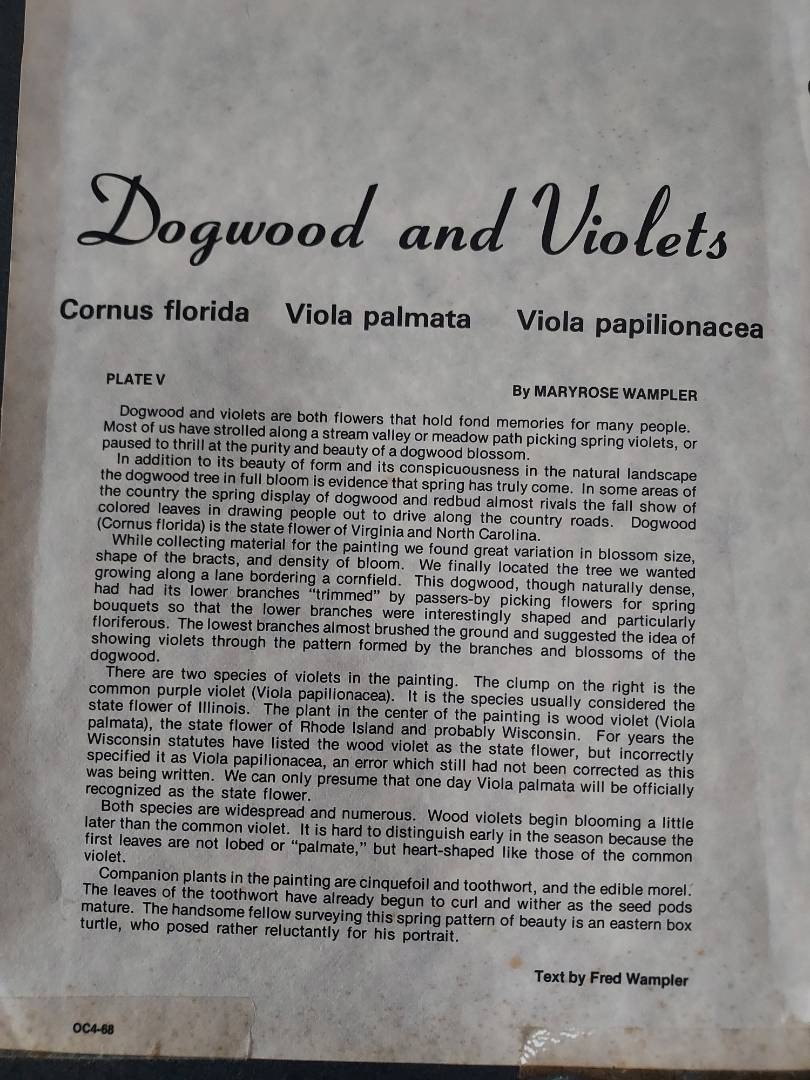 Dogwood and Violets
Cornus florida Viola palmata Viola papilionacea
PLATE V
By MARYROSE WAMPLER
Dogwood and violets are both flowers that hold fond memories for many people.
Most of us have strolled along a stream valley or meadow path picking spring violets, or
paused to thrill at the purity and beauty of a dogwood blossom.
In addition to its beauty of form and its conspicuousness in the natural landscape
the dogwood tree in full bloom is evidence that spring has truly come. In some areas of
the country the spring display of dogwood and redbud almost rivals the fall show of
colored leaves in drawing people out to drive along the country roads. Dogwood
(Cornus florida) is the state flower of Virginia and North Carolina.
While collecting material for the painting we found great variation in blossom size,
shape of the bracts, and density of bloom. We finally located the tree we wanted
growing along a lane bordering a cornfield. This dogwood, though naturally dense,
had had its lower branches “trimmed” by passers-by picking flowers for spring
bouquets so that the lower branches were interestingly shaped and particularly
floriferous. The lowest branches almost brushed the ground and suggested the idea of
showing violets through the pattern formed by the branches and blossoms of the
dogwood.
There are two species of violets in the painting. The clump on the right is the
common purple violet (Viola papilionacea). It is the species usually considered the
state flower of Illinois. The plant in the center of the painting is wood violet (Viola
palmata), the state flower of Rhode Island and probably Wisconsin. For years the
Wisconsin statutes have listed the wood violet as the state flower, but incorrectly
specified it as Viola papilionacea, an error which still had not been corrected as this
was being written. We can only presume that one day Viola palmata will be officially
recognized as the state flower.
Both species are widespread and numerous. Wood violets begin blooming a little
later than the common violet. It is hard to distinguish early in the season because the
first leaves are not lobed or “palmate,” but heart-shaped like those of the common
violet.
Companion plants in the painting are cinquefoil and toothwort, and the edible morel.
The leaves of the toothwort have already begun to curl and wither as the seed pods
mature. The handsome fellow surveying this spring pattern of beauty is an eastern box
turtle, who posed rather reluctantly for his portrait.
Text by Fred Wampler
OC4-68